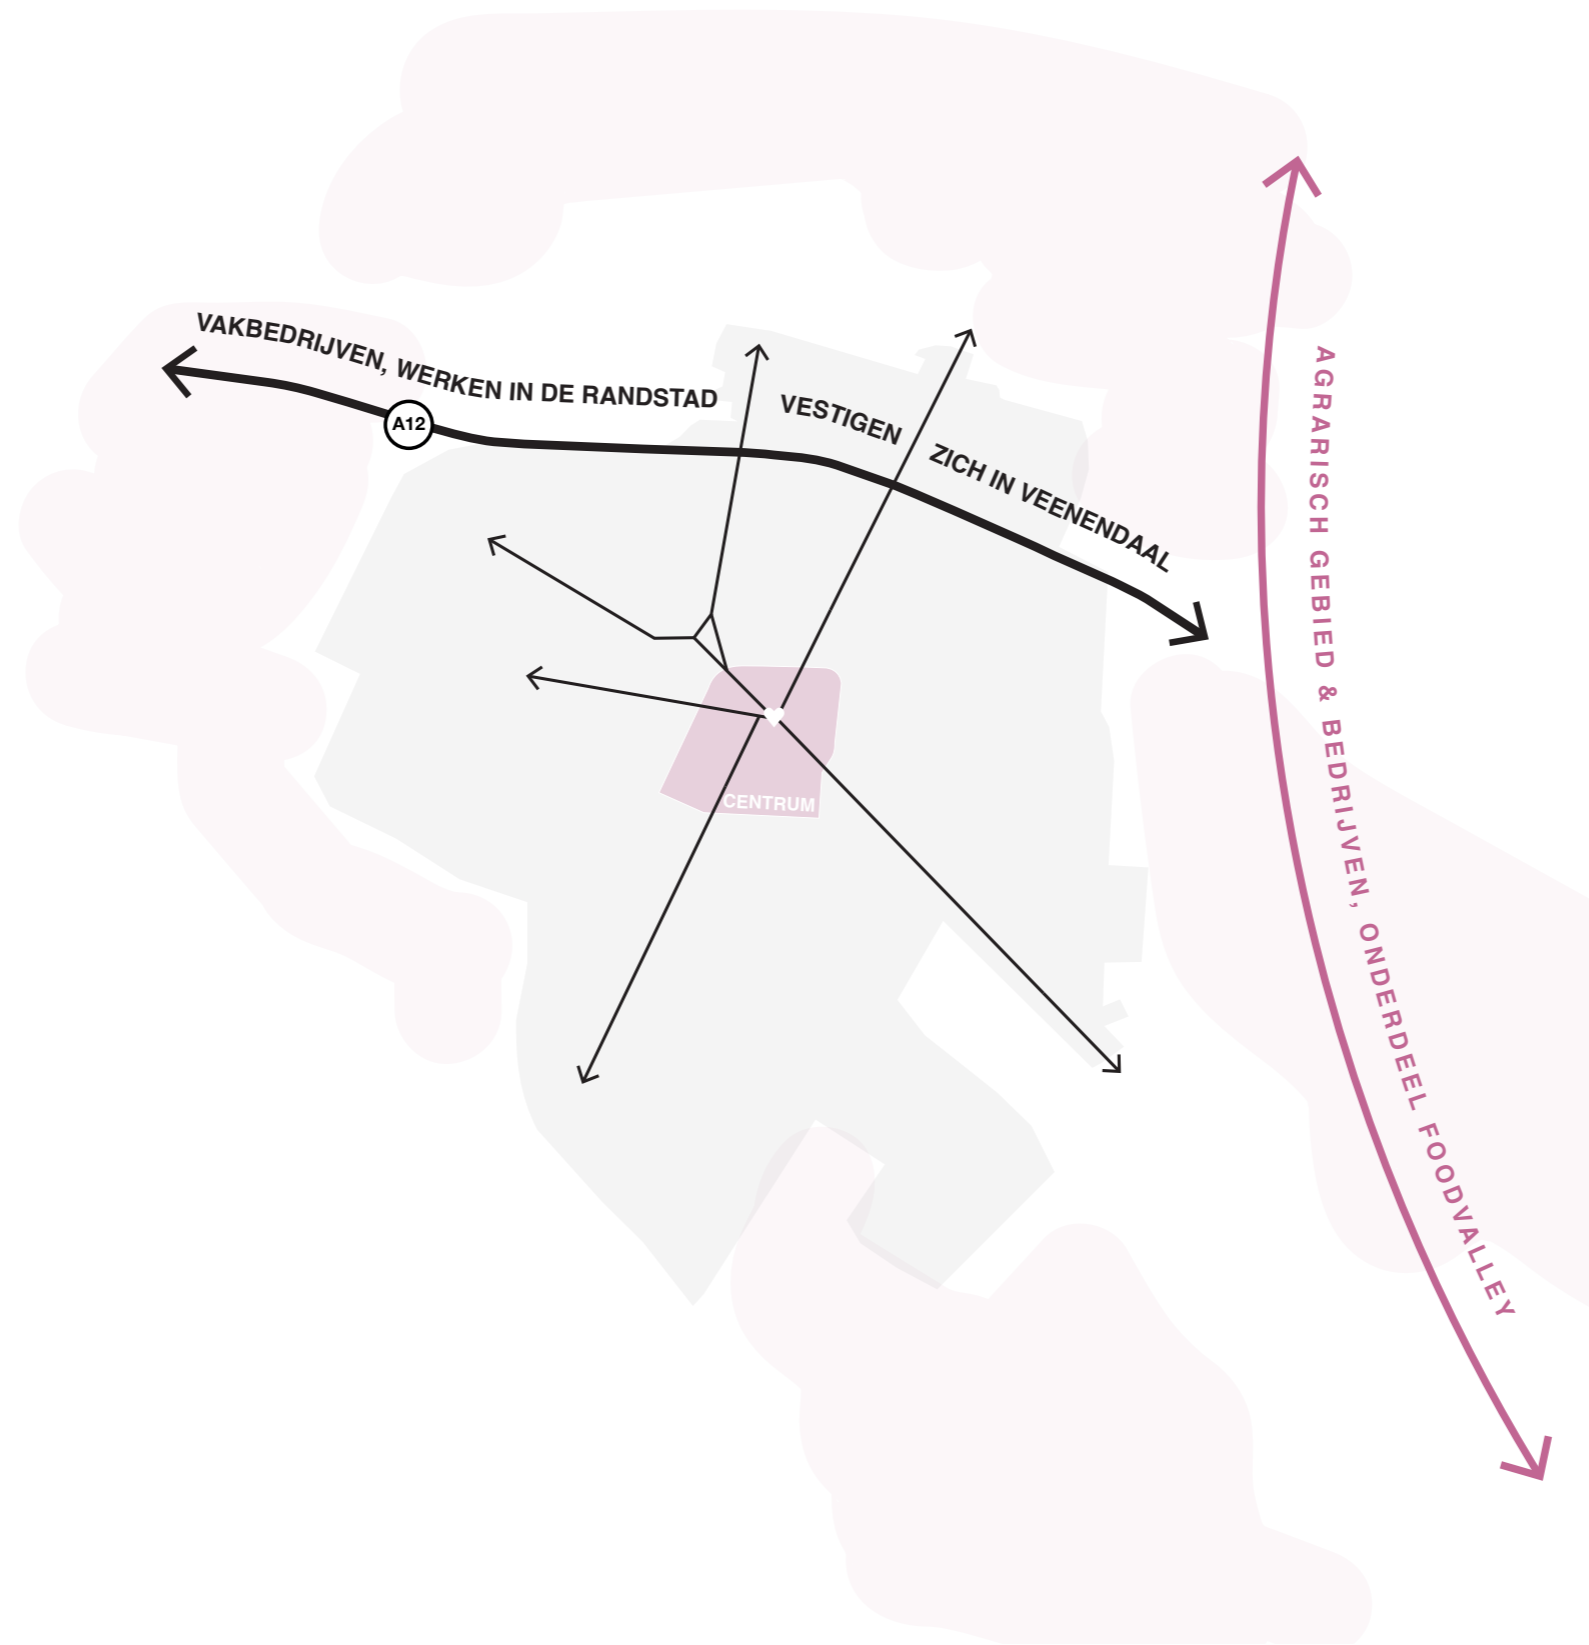 VAKBEDRIJVEN, WERKEN IN DE RANDSTAD VESTIGEN ZICH IN VEENENDAAL
A12
CENTRUM
AGRARISCH GEBIED & BEDRIJVEN, ONDERDEEL FOODVALLEY